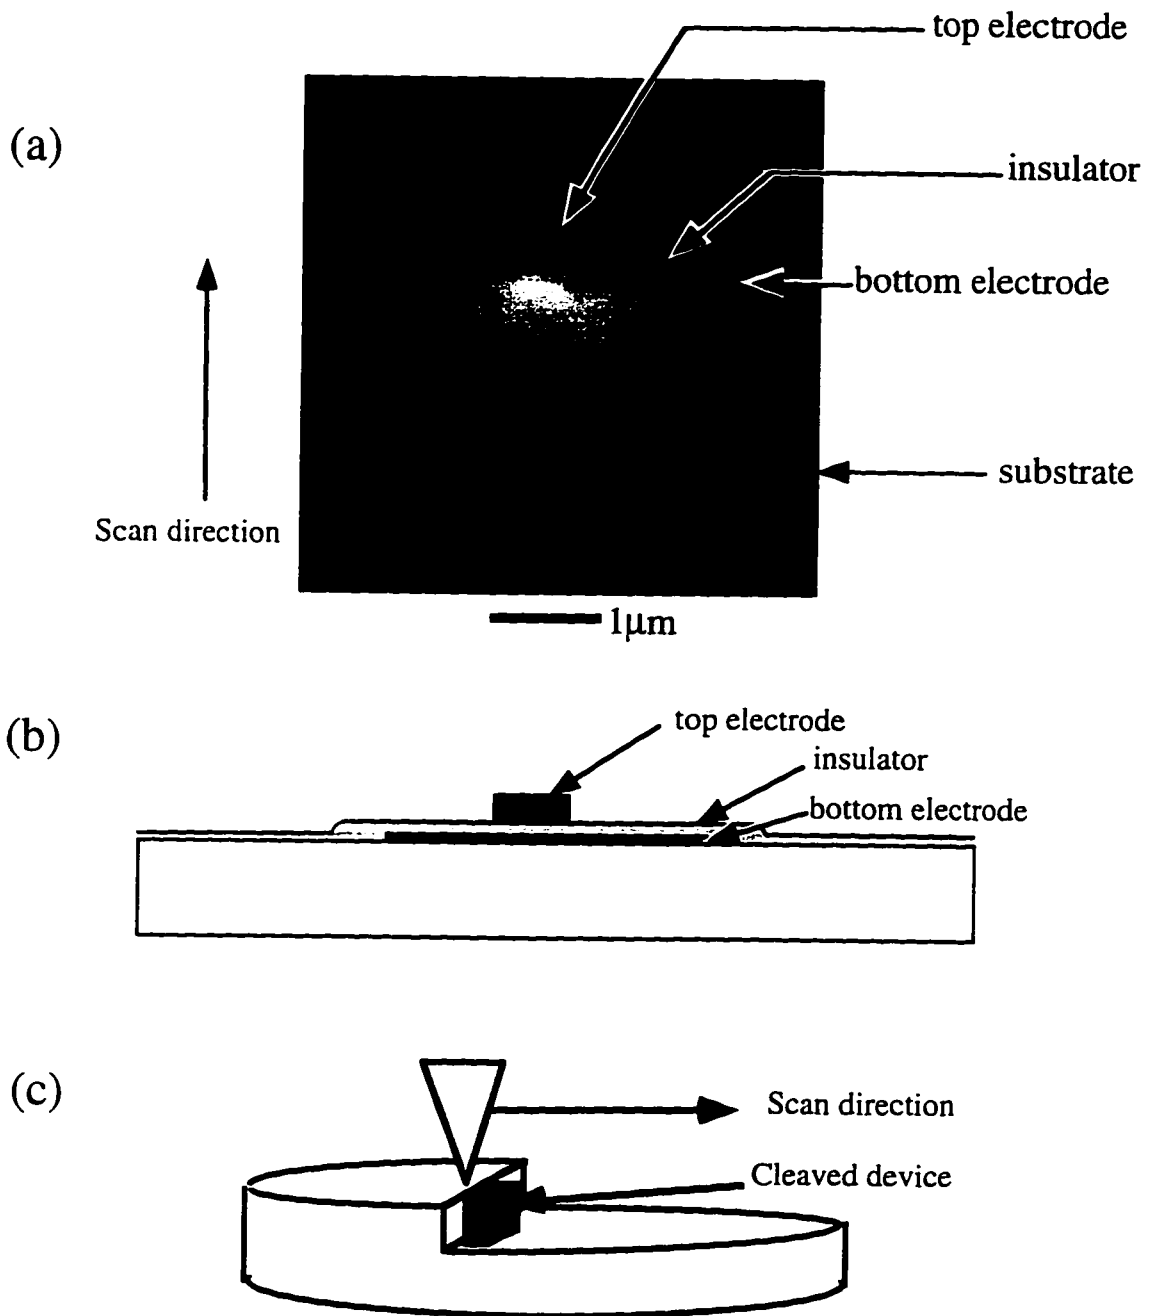 top electrode
(a)
insulator
bottom electrode
substrate
Scan direction
1μm
(b)
top electrode
insulator
bottom electrode
(c)
Scan direction
Cleaved device